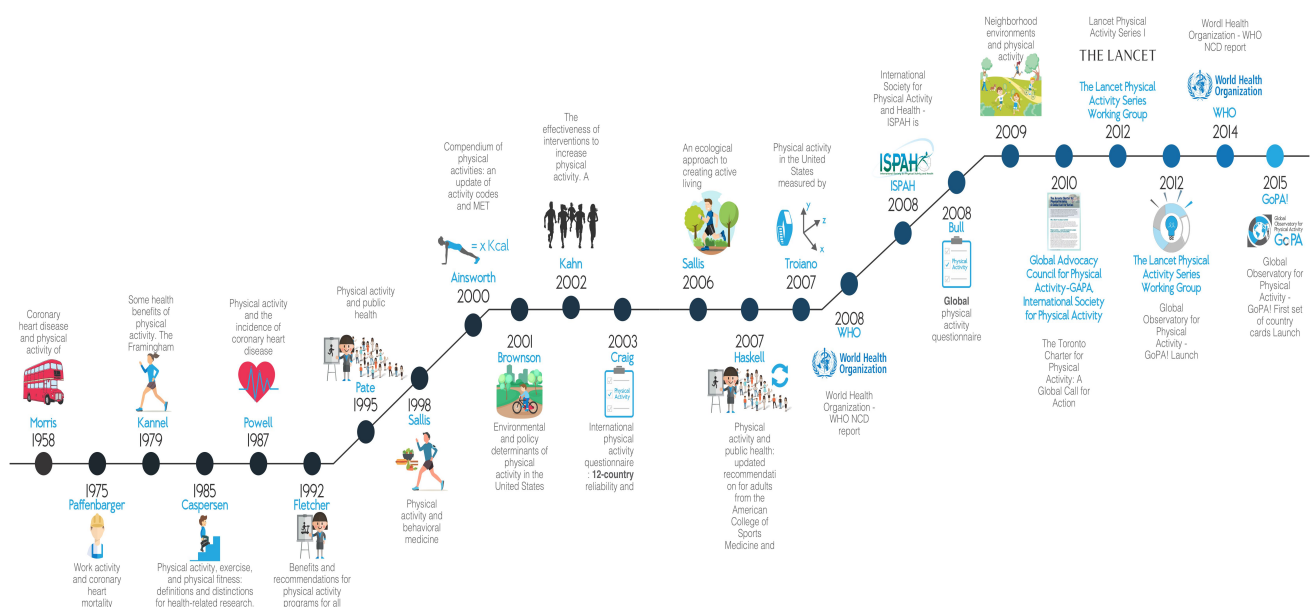 Coronary
heart disease
and physical
activity of
Morris
1958
1975
Paffenbarger
Work activity
and coronary
heart
mortality
Some health
benefits of
physical
activity. The
Framingham
Kannel
1979
1985
Caspersen
Physical activity, exercise,
and physical fitness:
definitions and distinctions
for health-related research.
Physical activity
and the
incidence of
coronary heart
disease
Powell
1987
1992
Fletcher
Benefits and
recommendations for
physical activity
programs for all
Physical activity
and public
health
Pate
1995
1998
Sallis
Physical
activity and
behavioral
medicine
Compendium of
physical
activities: an
update of
activity codes
and MET
= x Kcal
Ainsworth
2000
2001
Brownson
Environmental
and policy
determinants of
physical
activity in the
United States
The
effectiveness of
interventions to
increase
physical
activity. A
Kahn
2002
2003
Craig
Physical
Activity
International
physical
activity
questionnaire
: 12-country
reliability and
An ecological
approach to
creating active
living
Sallis
2006
2007
Haskell
Physical
activity and
public health:
updated
recommendati
on for adults
from the
American
College of
Sports
Medicine and
Physical activity
in the United
States
measured by
y
z
x
Troiano
2007
2008
WHO
World Health
Organization
World Health
Organization -
WHO NCD
report
International
Society for
Physical Activity
and Health -
ISPAH is
ISPAH
ISPAH
2008
2008
Bull
Physical
Activity
Global
physical
activity
questionnaire
Neighborhood
environments
and physical
activity
2009
2010
Global Advocacy
Council for Physical
Activity-GAPA,
International Society
for Physical Activity
The Toronto
Charter for
Physical
Activity: A
Global Call for
Action
Lancet Physical
Activity Series I
THE LANCET
The Lancet Physical
Activity Series
Working Group
2012
2012
The Lancet Physical
Activity Series
Working Group
Global
Observatory for
Physical
Activity -
GoPA! Launch
Wordl Health
Organization - WHO
NCD report
World Health
Organization
WHO
2014
2015
GoPA!
Global
Observatory for
Physical Activity
GoPA
Global
Observatory for
Physical
Activity -
GoPA! First set
of country
cards Launch